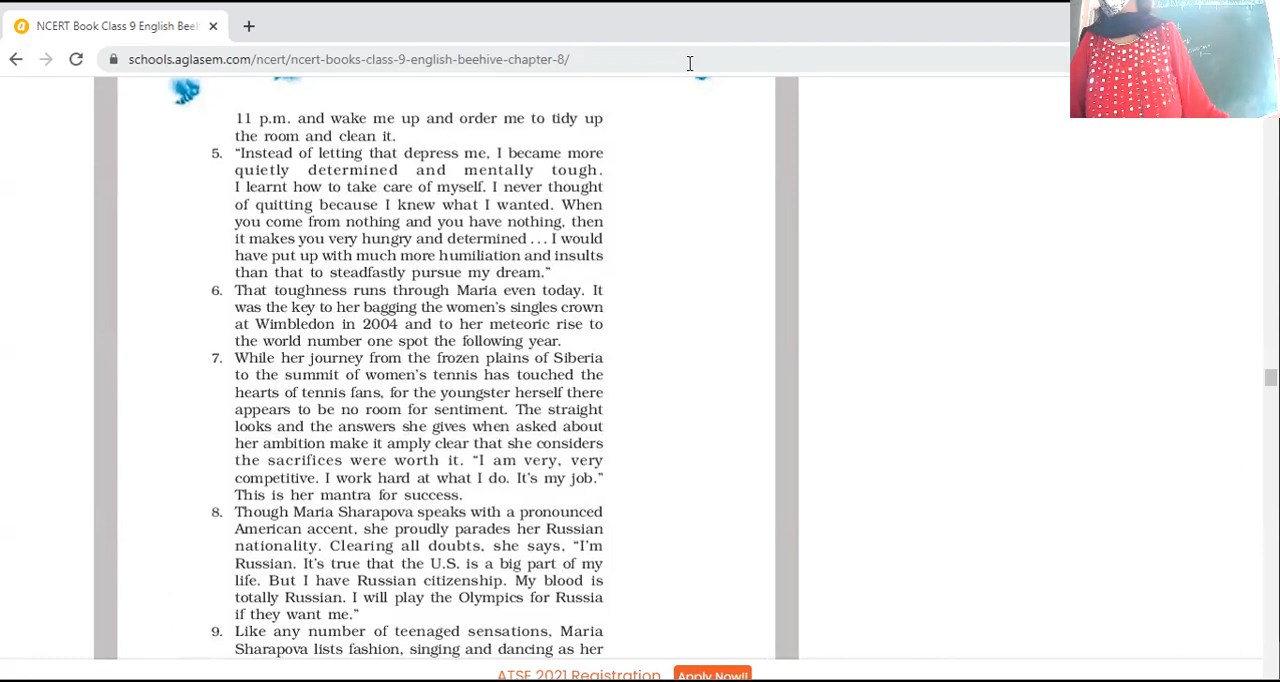 NCERT Book Class 9 English Bee
schools.aglasem.com/ncert/ncert-books-class-9-english-beehive-chapter-8/
11 p.m. and wake me up and order me to tidy up
the room and clean it.
5. “Instead of letting that depress me, I became more
quietly determined and mentally tough.
I learnt how to take care of myself. I never thought
of quitting because I knew what I wanted. When
you come from nothing and you have nothing, then
it makes you very hungry and determined . . . I would
have put up with much more humiliation and insults
than that to steadfastly pursue my dream.”
6. That toughness runs through Maria even today. It
was the key to her bagging the women’s singles crown
at Wimbledon in 2004 and to her meteoric rise to
the world number one spot the following year.
7. While her journey from the frozen plains of Siberia
to the summit of women’s tennis has touched the
hearts of tennis fans, for the youngster herself there
appears to be no room for sentiment. The straight
looks and the answers she gives when asked about
her ambition make it amply clear that she considers
the sacrifices were worth it. “I am very, very
competitive. I work hard at what I do. It’s my job.”
This is her mantra for success.
8. Though Maria Sharapova speaks with a pronounced
American accent, she proudly parades her Russian
nationality. Clearing all doubts, she says, “I’m
Russian. It’s true that the U.S. is a big part of my
life. But I have Russian citizenship. My blood is
totally Russian. I will play the Olympics for Russia
if they want me.”
9. Like any number of teenaged sensations, Maria
Sharapova lists fashion, singing and dancing as her
ATSE 2021 Registration Apply Now!!